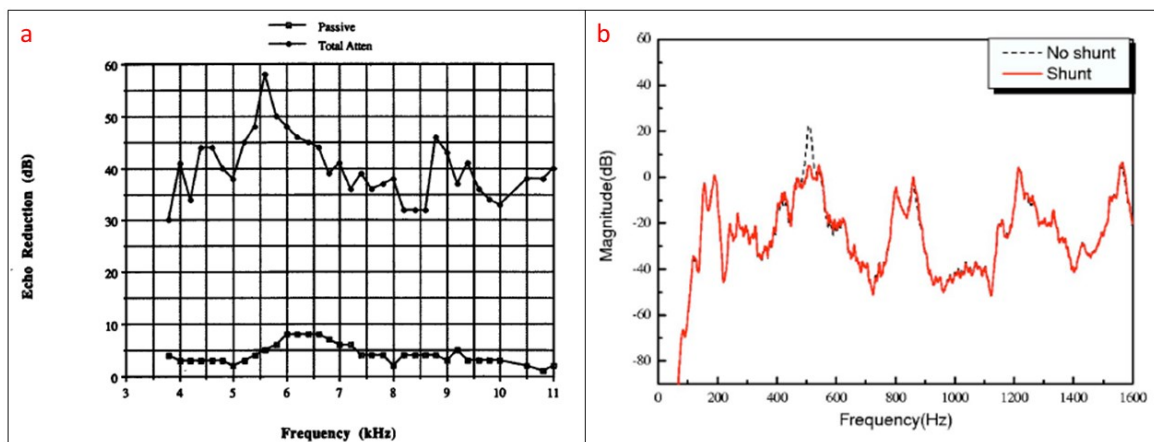 a
Passive
Total Atten
60
50
40
30
20
10
0
Echo Reduction (dB)
3 4 5 6 7 8 9 10 11
Frequency (kHz)
b
No shunt
Shunt
60
40
20
0
-20
-40
-60
-80
Magnitude(dB)
0 200 400 600 800 1000 1200 1400 1600
Frequency(Hz)